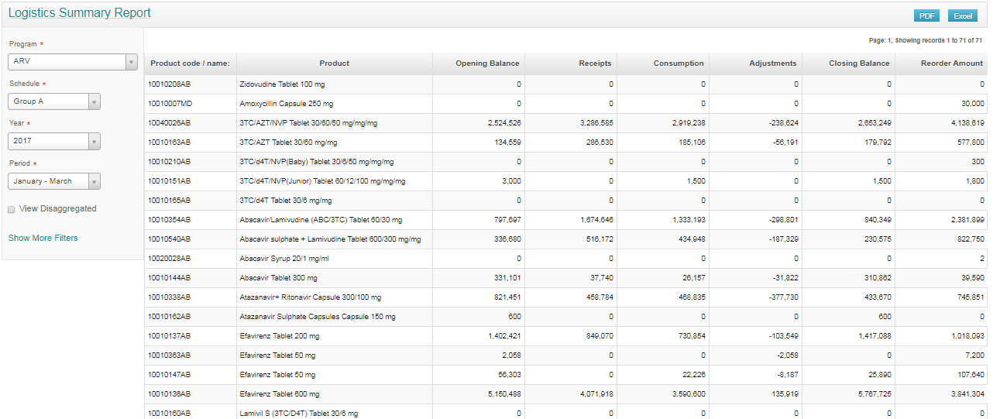 Logistics Summary Report
PDF Excel
Page: 1, Showing records 1 to 71 of 71
Program *
ARV
Schedule *
Group A
Year *
2017
Period *
January - March
View Disaggregated
Show More Filters
Product code / name: Product Opening Balance Receipts Consumption Adjustments Closing Balance Reorder Amount
10010208AB Zidovudine Tablet 100 mg 0 0 0 0 0 0
10010007MD Amoxycillin Capsule 250 mg 0 0 0 0 0 30,000
10040026AB 3TC/AZT/NVP Tablet 30/60/50 mg/mg/mg 2,524,526 3,286,585 2,919,238 -238,624 2,653,249 4,138,619
10010163AB 3TC/AZT Tablet 30/60 mg/mg 134,559 286,530 185,106 -56,191 179,792 577,800
10010210AB 3TC/d4T/NVP(Baby) Tablet 30/6/50 mg/mg/mg 0 0 0 0 0 300
10010151AB 3TC/d4T/NVP(Junior) Tablet 60/12/100 mg/mg/mg 3,000 0 1,500 0 1,500 1,800
10010165AB 3TC/d4T Tablet 30/6 mg/mg 0 0 0 0 0 0
10010354AB Abacavir/Lamivudine (ABC/3TC) Tablet 60/30 mg 797,697 1,674,646 1,333,193 -298,801 840,349 2,381,899
10010540AB Abacavir sulphate + Lamivudine Tablet 600/300 mg/mg 336,680 516,172 434,948 -187,329 230,575 822,750
10020028AB Abacavir Syrup 20/1 mg/ml 0 0 0 0 0 2
10010144AB Abacavir Tablet 300 mg 331,101 37,740 26,157 -31,822 310,862 39,590
10010338AB Atazanavir+ Ritonavir Capsule 300/100 mg 821,451 458,784 468,835 -377,730 433,670 745,851
10010162AB Atazanavir Sulphate Capsules Capsule 150 mg 600 0 0 0 600 0
10010137AB Efavirenz Tablet 200 mg 1,402,421 849,070 730,854 -103,549 1,417,088 1,018,093
10010363AB Efavirenz Tablet 50 mg 2,058 0 0 -2,058 0 7,200
10010147AB Efavirenz Tablet 50 mg 56,303 0 22,226 -8,187 25,890 107,640
10010136AB Efavirenz Tablet 600 mg 5,150,488 4,071,918 3,590,600 135,919 5,767,725 3,841,304
10010160AB Lamivil S (3TC/D4T) Tablet 30/6 mg 0 0 0 0 0 0